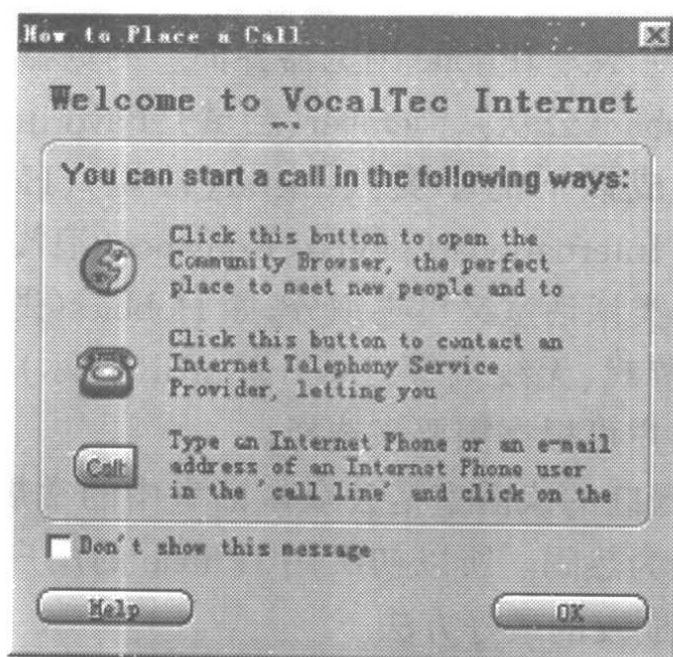 How to Place a Call
Welcome to VocalTec Internet
You can start a call in the following ways:
Click this button to open the
Community Browser, the perfect
place to meet new people and to
Click this button to contact an
Internet Telephony Service
Provider, letting you
Type an Internet Phone or an e-mail
address of an Internet Phone user
in the 'call line' and click on the
Call
Don't show this message
Help
OK